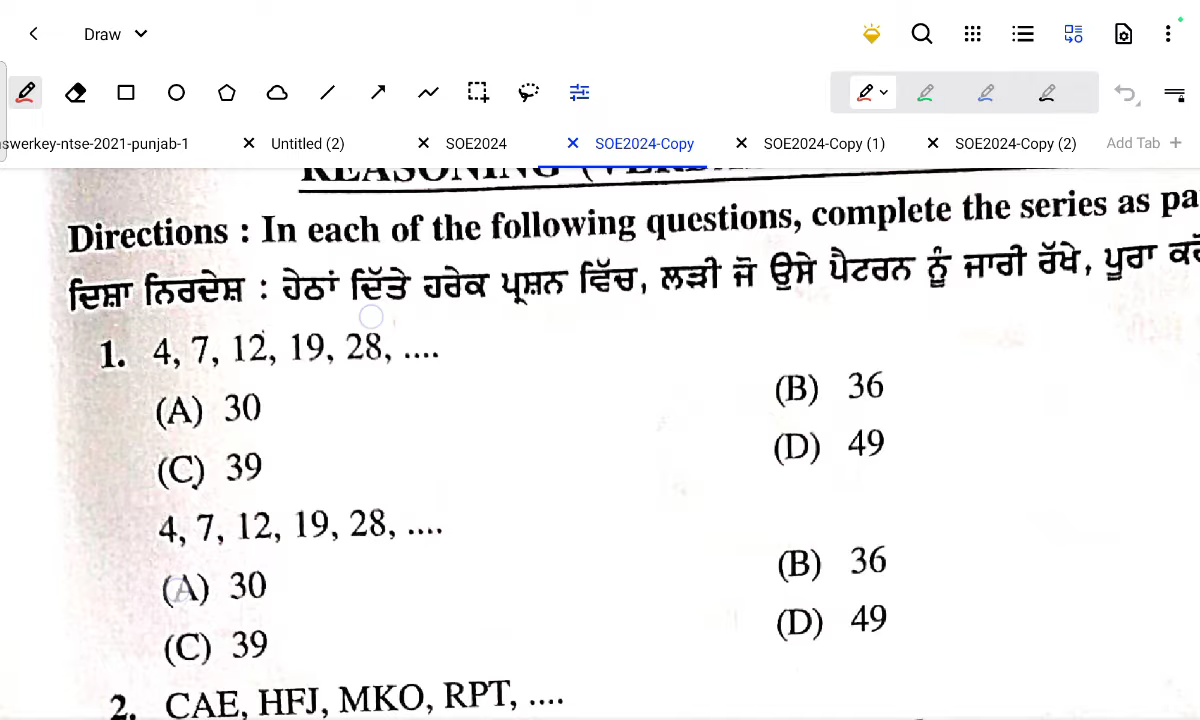 Draw
swerkey-ntse-2021-punjab-1 Untitled (2) SOE2024 SOE2024-Copy SOE2024-Copy (1) SOE2024-Copy (2) Add Tab
REASONING
Directions : In each of the following questions, complete the series as pa
ਦਿਸ਼ਾ ਨਿਰਦੇਸ਼ : ਹੇਠਾਂ ਦਿੱਤੇ ਹਰੇਕ ਪ੍ਰਸ਼ਨ ਵਿੱਚ, ਲੜੀ ਜੋ ਉਸੇ ਪੈਟਰਨ ਨੂੰ ਜਾਰੀ ਰੱਖੇ, ਪੂਰਾ
1. 4, 7, 12, 19, 28, ....
(A) 30 (B) 36
(C) 39 (D) 49
4, 7, 12, 19, 28, ....
(A) 30 (B) 36
(C) 39 (D) 49
2. CAE, HFJ, MKO, RPT, ....